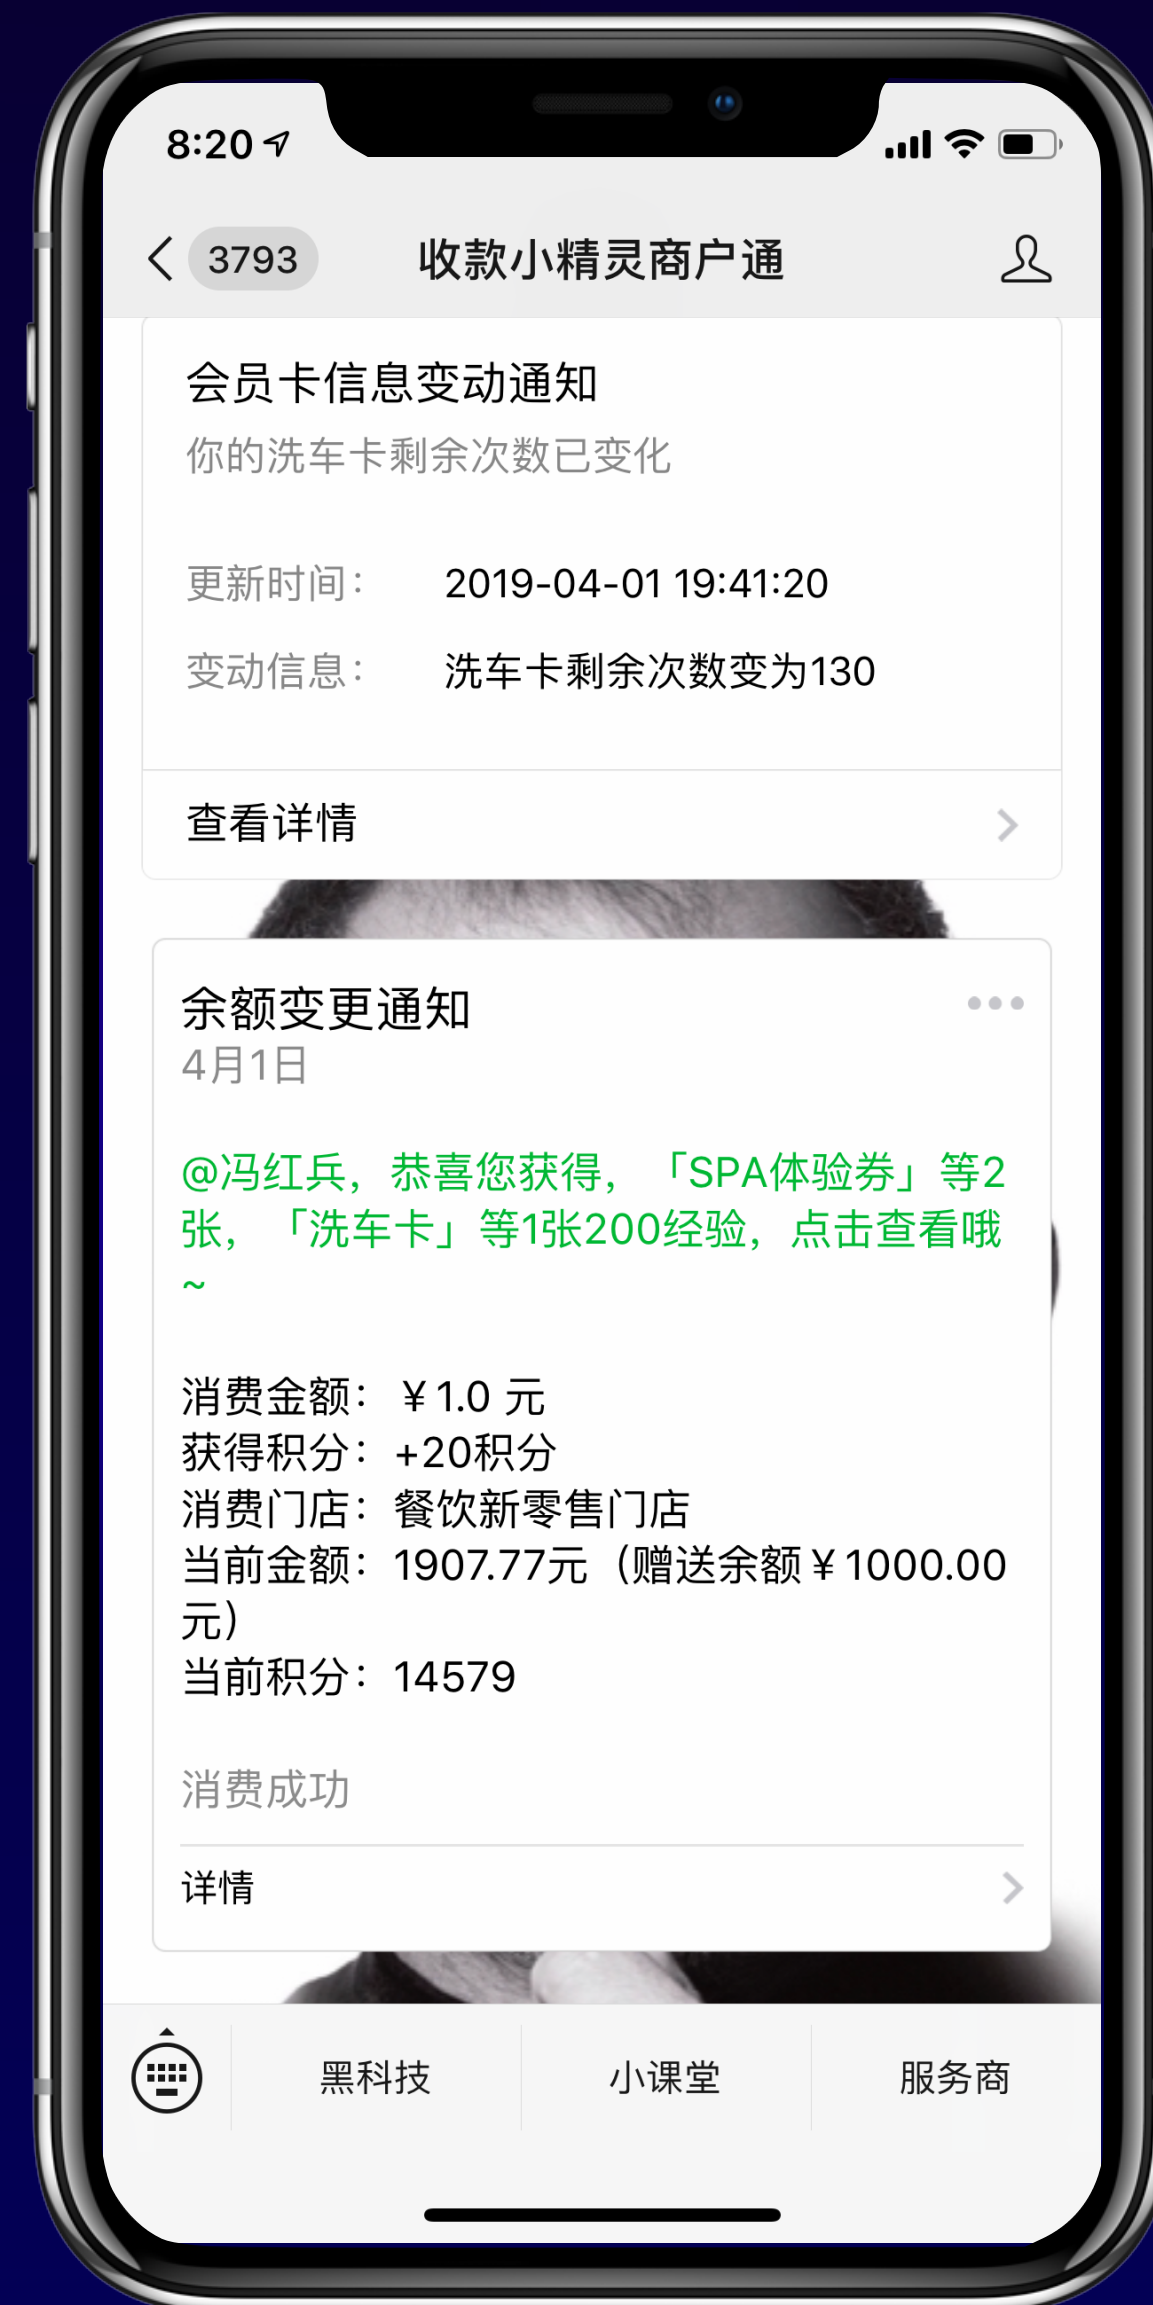 8:20
3793
收款小精灵商户通
会员卡信息变动通知
你的洗车卡剩余次数已变化
更新时间： 2019-04-01 19:41:20
变动信息： 洗车卡剩余次数变为130
查看详情
余额变更通知
4月1日
@冯红兵，恭喜您获得，「SPA体验券」等2
张，「洗车卡」等1张200经验，点击查看哦
~
消费金额：￥1.0 元
获得积分：+20积分
消费门店：餐饮新零售门店
当前金额：1907.77元（赠送余额￥1000.00
元）
当前积分：14579
消费成功
详情
黑科技
小课堂
服务商